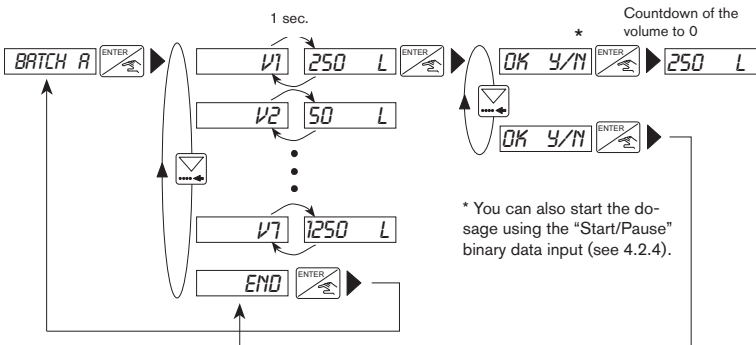 1 sec.
Countdown of the
volume to 0
*
BATCH A ENTER V1 250 L ENTER OK Y/N ENTER 250 L
V2 50 L
OK Y/N ENTER
V7 1250 L
* You can also start the do-
sage using the “Start/Pause”
binary data input (see 4.2.4).
END ENTER